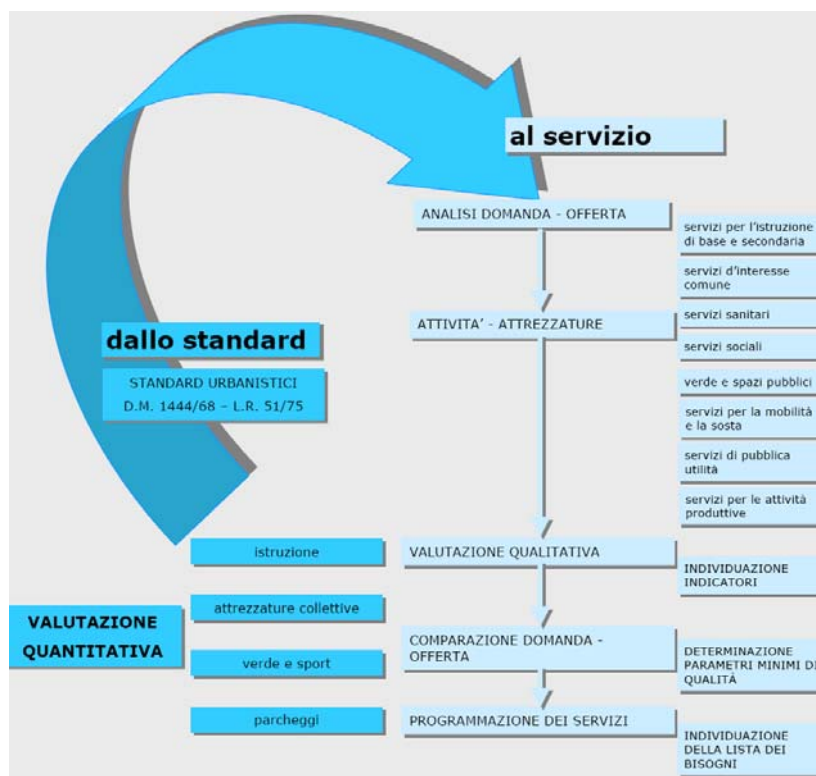 al servizio
ANALISI DOMANDA - OFFERTA
servizi per l'istruzione
di base e secondaria
servizi d'interesse
comune
ATTIVITA' - ATTREZZATURE
servizi sanitari
servizi sociali
verde e spazi pubblici
servizi per la mobilità
e la sosta
servizi di pubblica
utilità
servizi per le attività
produttive
dallo standard
STANDARD URBANISTICI
D.M. 1444/68 – L.R. 51/75
VALUTAZIONE
QUANTITATIVA
istruzione
attrezzature collettive
verde e sport
parcheggi
VALUTAZIONE QUALITATIVA
INDIVIDUAZIONE
INDICATORI
COMPARAZIONE DOMANDA -
OFFERTA
DETERMINAZIONE
PARAMETRI MINIMI DI
QUALITÀ
PROGRAMMAZIONE DEI SERVIZI
INDIVIDUAZIONE
DELLA LISTA DEI
BISOGNI